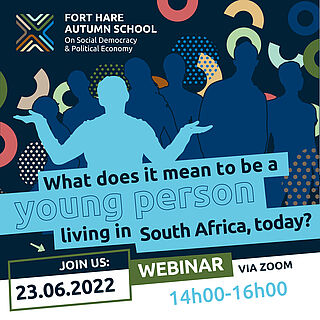 FORT HARE
AUTUMN SCHOOL
On Social Democracy
& Political Economy
What does it mean to be a
young person
living in South Africa, today?
JOIN US:
23.06.2022
WEBINAR VIA ZOOM
14h00-16h00